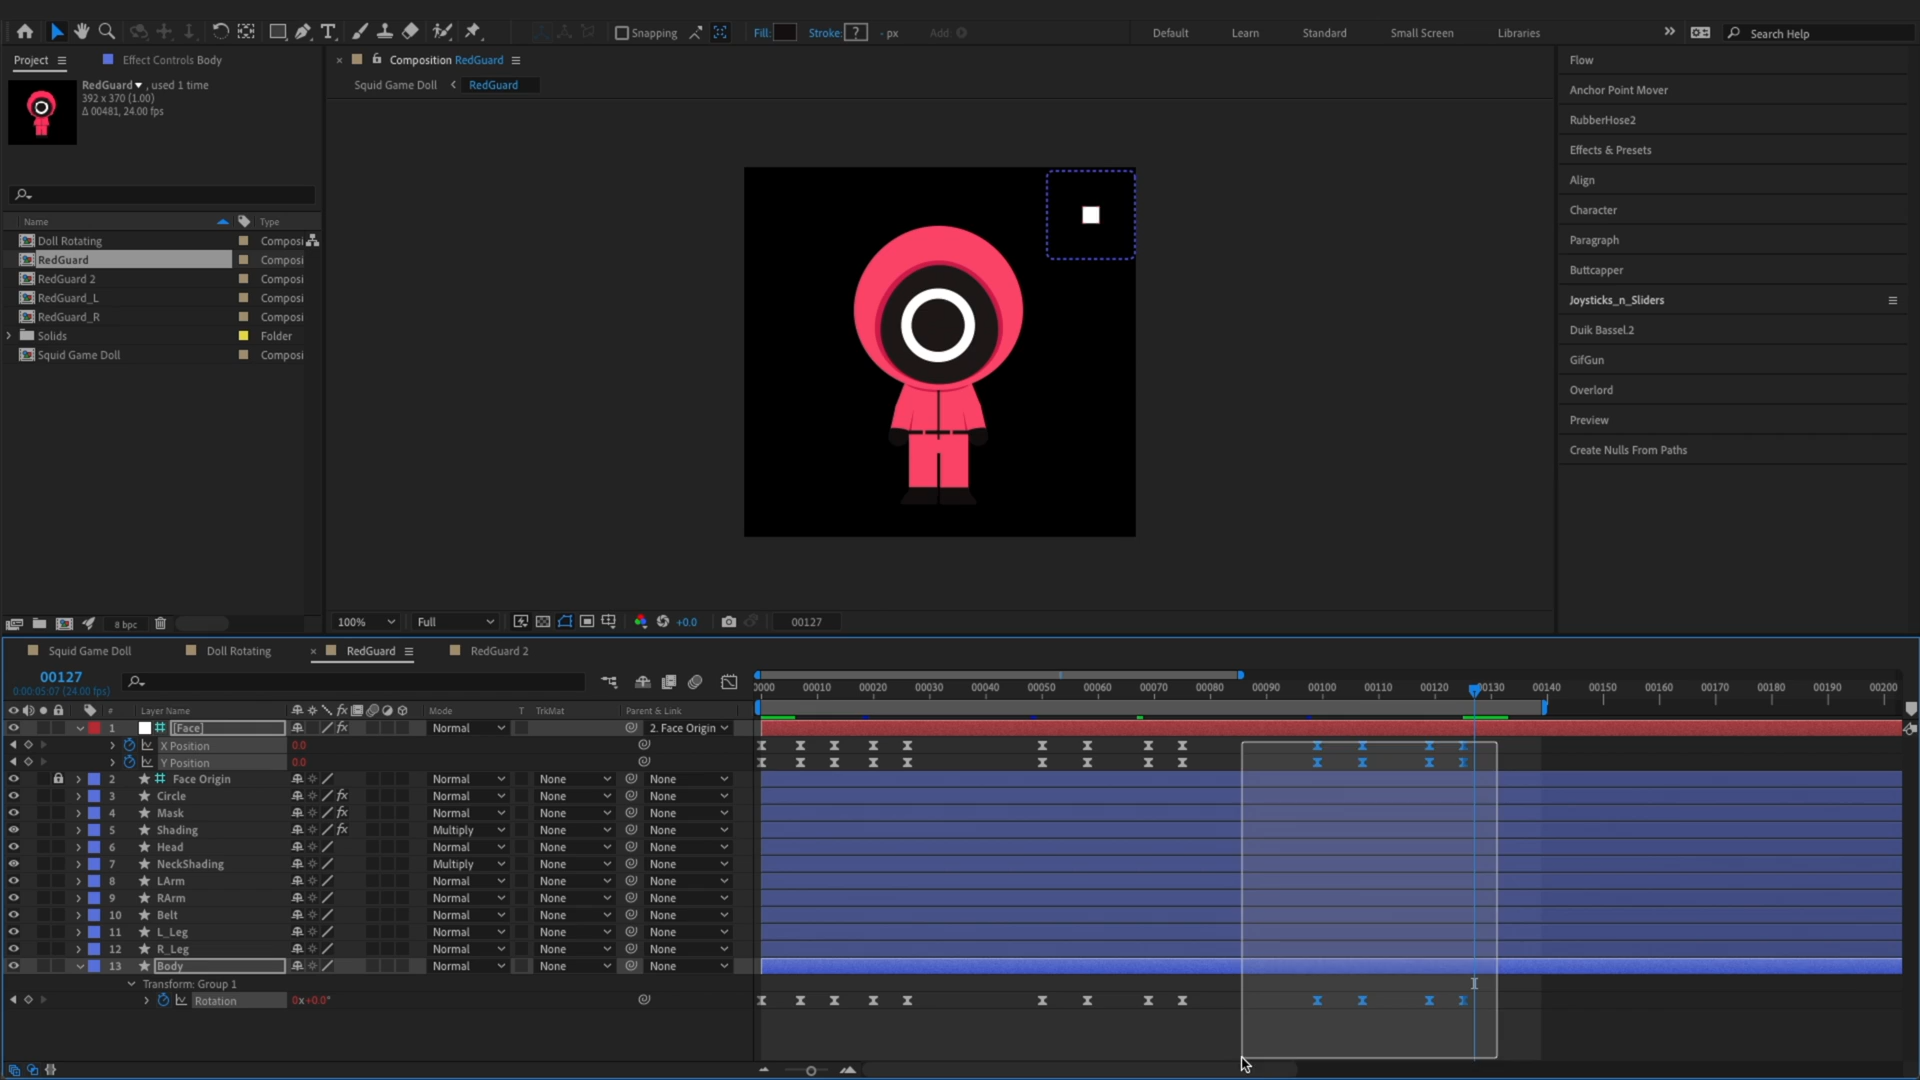 Snapping Fill: Stroke: ? - px Add Default Learn Standard Small Screen Libraries » Search Help
Project Effect Controls Body × Composition RedGuard Flow
RedGuard , used 1 time Squid Game Doll RedGuard Anchor Point Mover
392 x 370 (1.00)
Δ 00481, 24.00 fps
RubberHose2
Effects & Presets
Align
Character
Paragraph
Buttcapper
Joysticks_n_Sliders
Duik Bassel.2
GifGun
Overlord
Preview
Create Nulls From Paths
Name Type
Doll Rotating Composi
RedGuard Composi
RedGuard 2 Composi
RedGuard_L Composi
RedGuard_R Composi
Solids Folder
Squid Game Doll Composi
8 bpc 100% Full +0.0 00127
Squid Game Doll Doll Rotating × RedGuard RedGuard 2
00127
0:00:05:07 (24.00 fps)
0000 00010 00020 00030 00040 00050 00060 00070 00080 00090 00100 00110 00120 00130 00140 00150 00160 00170 00180 00190 00200
# Layer Name fx Mode T TrkMat Parent & Link
1 [Face] fx Normal 2. Face Origin
X Position 0.0
Y Position 0.0
2 Face Origin Normal None None
3 Circle fx Normal None None
4 Mask fx Normal None None
5 Shading fx Multiply None None
6 Head Normal None None
7 NeckShading Multiply None None
8 LArm Normal None None
9 RArm Normal None None
10 Belt Normal None None
11 L_Leg Normal None None
12 R_Leg Normal None None
13 Body Normal None None
Transform: Group 1
Rotation 0x+0.0°